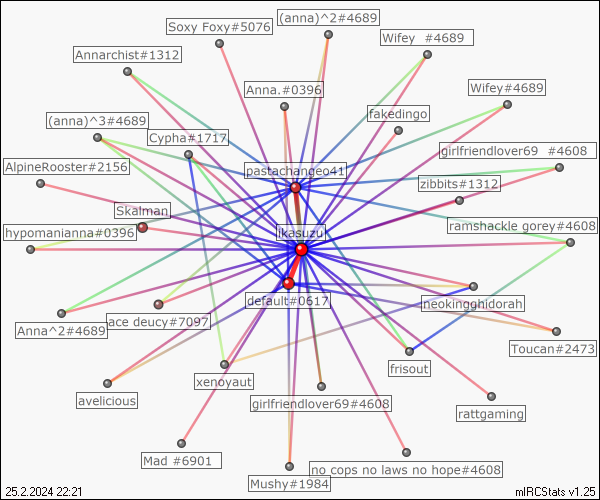 (anna)^2#4689
Soxy Foxy#5076
Wifey  #4689
Annarchist#1312
Anna.#0396
Wifey#4689
fakedingo
(anna)^3#4689
Cypha#1717
girlfriendlover69  #4608
AlpineRooster#2156
pastachangeo41
zibbits#1312
Skalman
ramshackle gorey#4608
hypomanianna#0396
ikasuzu
default#0617
neokinghidorah
Anna^2#4689
ace deucy#7097
Toucan#2473
frisout
xenoyaut
avelicious
girlfriendlover69#4608
rattgaming
Mad #6901
no cops no laws no hope#4608
Mushy#1984
25.2.2024 22:21
mIRCStats v1.25